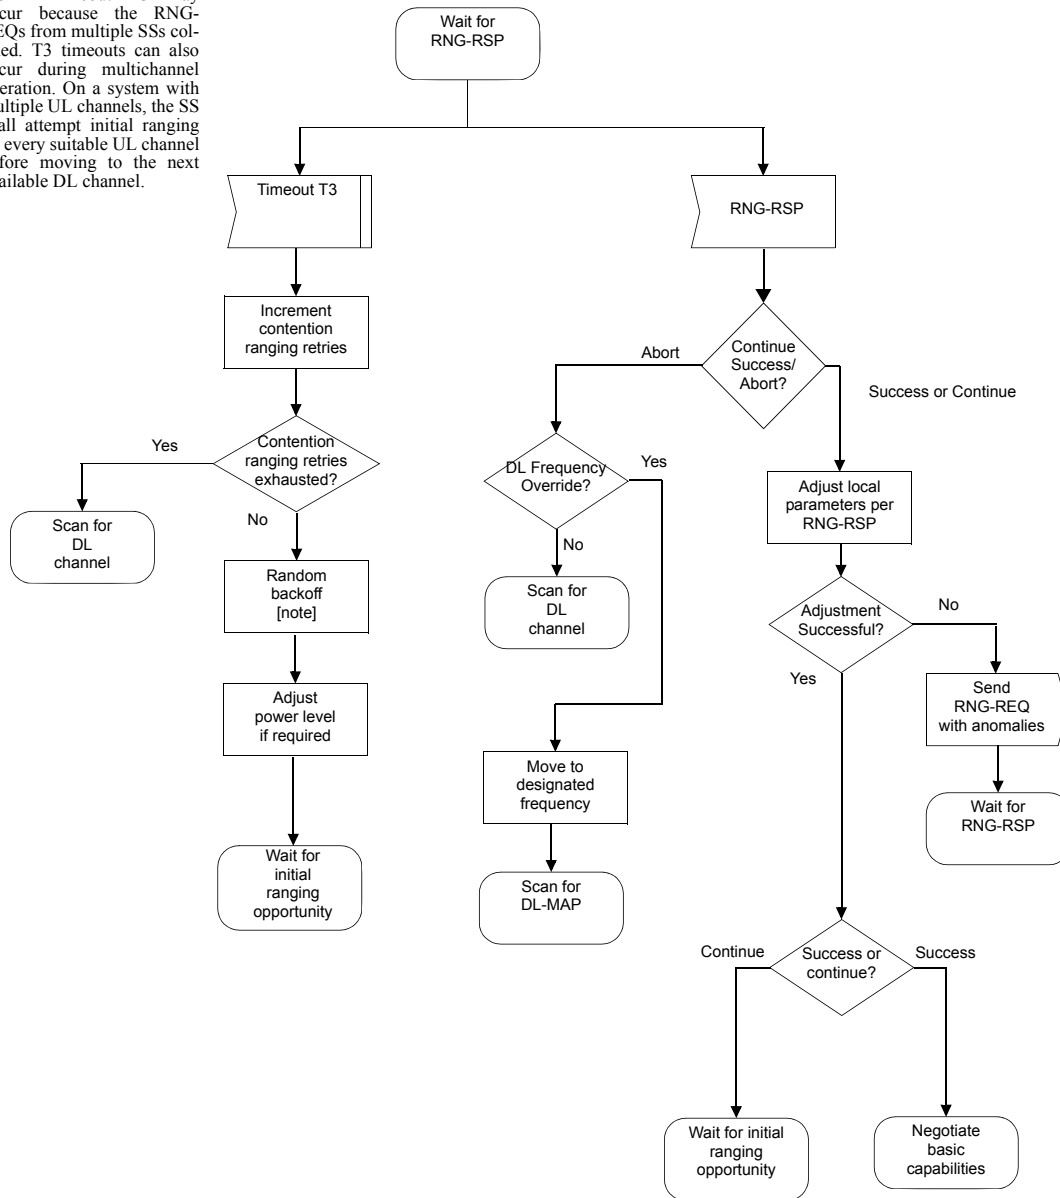 cur because the RNG-
EQs from multiple SSs col-
ed. T3 timeouts can also
cur during multichannel
eration. On a system with
ultiple UL channels, the SS
all attempt initial ranging
every suitable UL channel
fore moving to the next
ailable DL channel.
Wait for
RNG-RSP
Timeout T3
RNG-RSP
Increment
contention
ranging retries
Continue
Success/
Abort?
Abort
Success or Continue
Contention
ranging retries
exhausted?
Yes
No
Scan for
DL
channel
DL Frequency
Override?
Yes
No
Adjust local
parameters per
RNG-RSP
Random
backoff
[note]
Scan for
DL
channel
Adjustment
Successful?
No
Yes
Adjust
power level
if required
Send
RNG-REQ
with anomalies
Move to
designated
frequency
Wait for
RNG-RSP
Wait for
initial
ranging
opportunity
Scan for
DL-MAP
Success or
continue?
Continue
Success
Wait for initial
ranging
opportunity
Negotiate
basic
capabilities